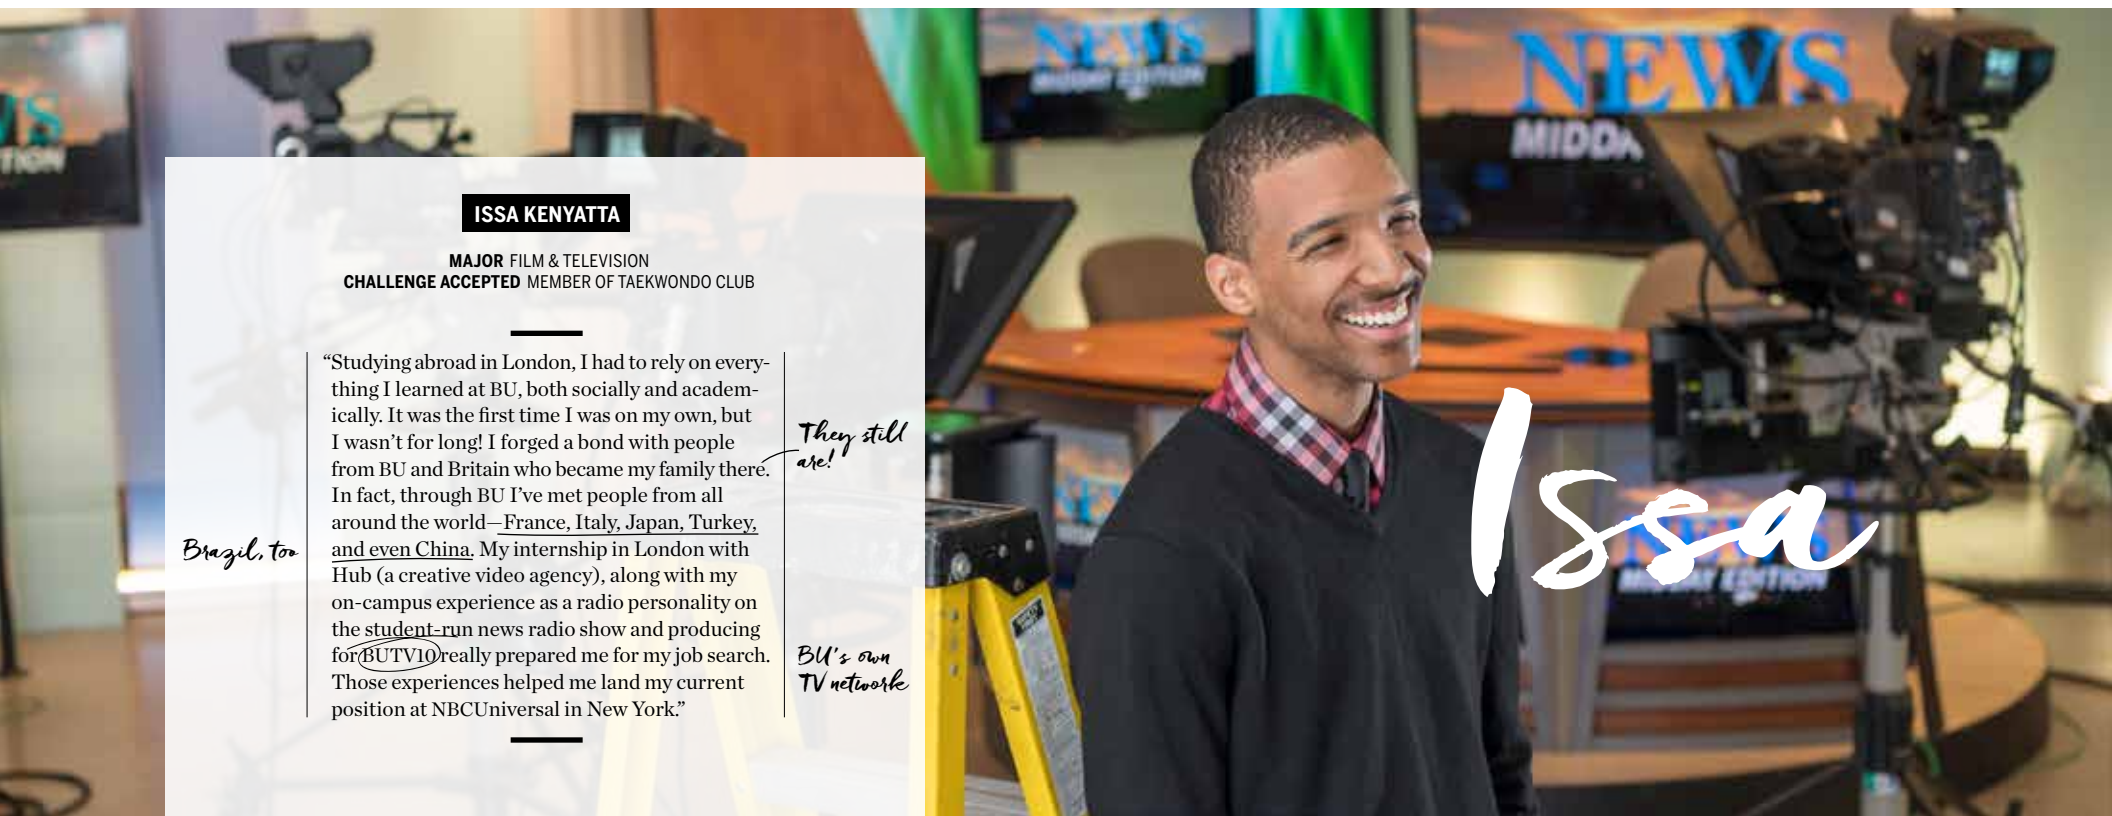 NEWS
MIDDAY EDITION
NEWS
MIDDA
WS
TION
ISSA KENYATTA
MAJOR FILM & TELEVISION
CHALLENGE ACCEPTED MEMBER OF TAEKWONDO CLUB
“Studying abroad in London, I had to rely on every-
thing I learned at BU, both socially and academ-
ically. It was the first time I was on my own, but
I wasn’t for long! I forged a bond with people
from BU and Britain who became my family there.
In fact, through BU I’ve met people from all
around the world—France, Italy, Japan, Turkey,
and even China. My internship in London with
Hub (a creative video agency), along with my
on-campus experience as a radio personality on
the student-run news radio show and producing
for BUTV10 really prepared me for my job search.
Those experiences helped me land my current
position at NBCUniversal in New York.”
They still
are!
Brazil, too
BU's own
TV network
Issa
NEWS
MIDDAY EDITION